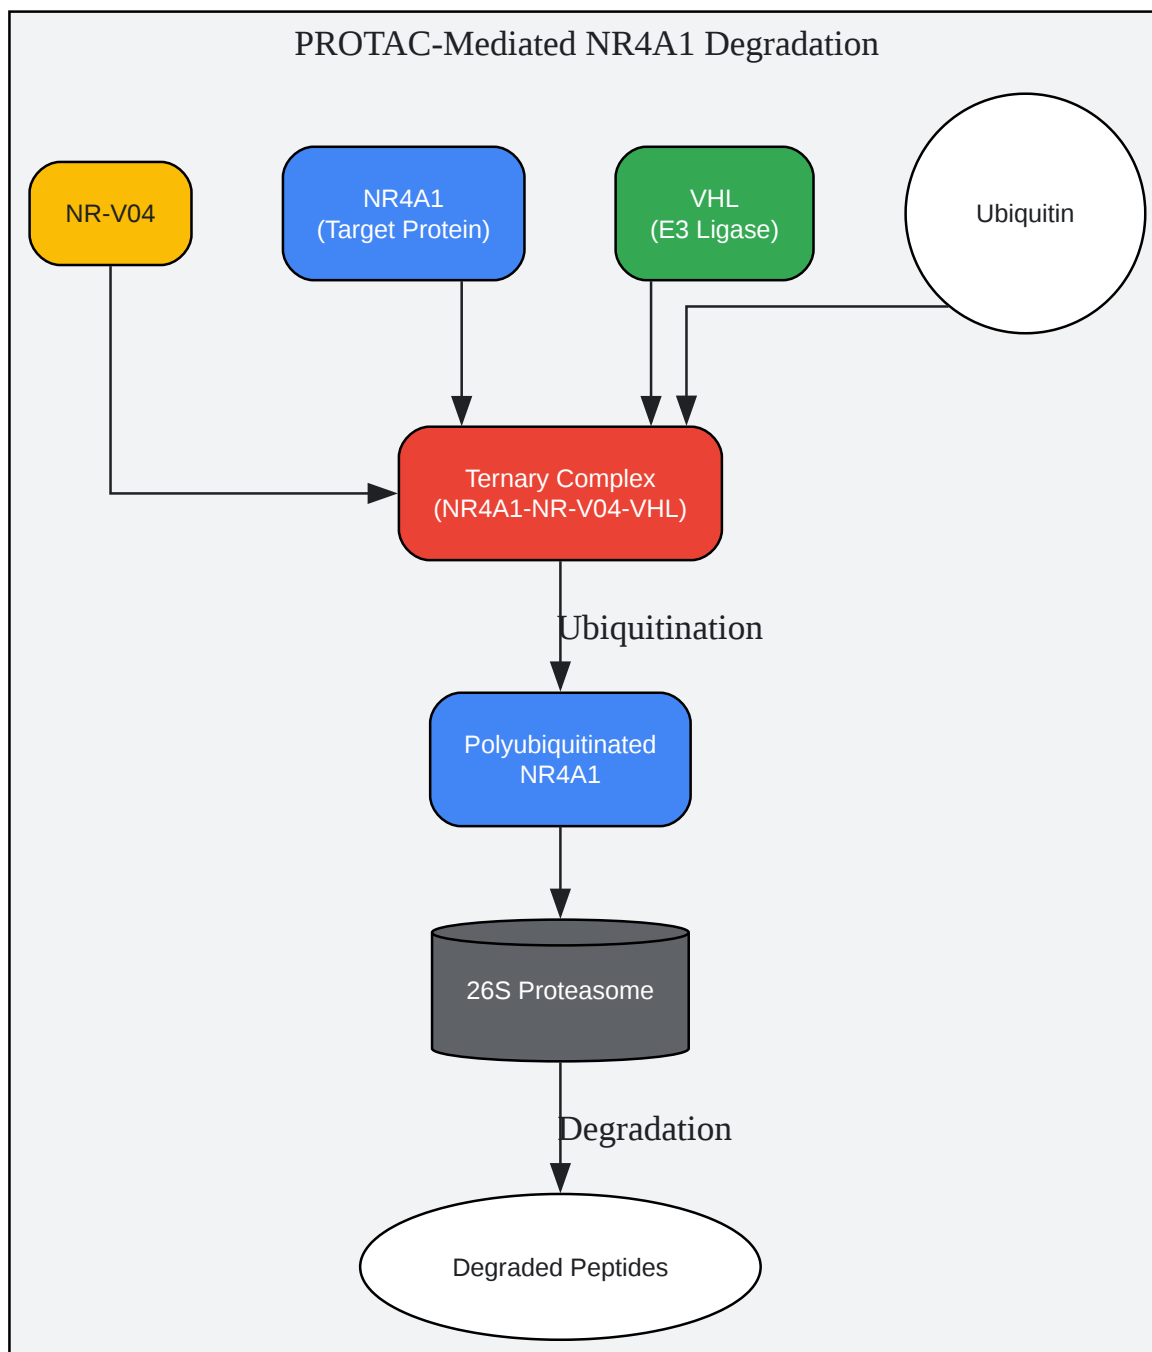 PROTAC-Mediated NR4A1 Degradation
NR-V04
NR4A1
(Target Protein)
VHL
(E3 Ligase)
Ubiquitin
Ternary Complex
(NR4A1-NR-V04-VHL)
Ubiquitination
Polyubiquitinated
NR4A1
26S Proteasome
Degradation
Degraded Peptides